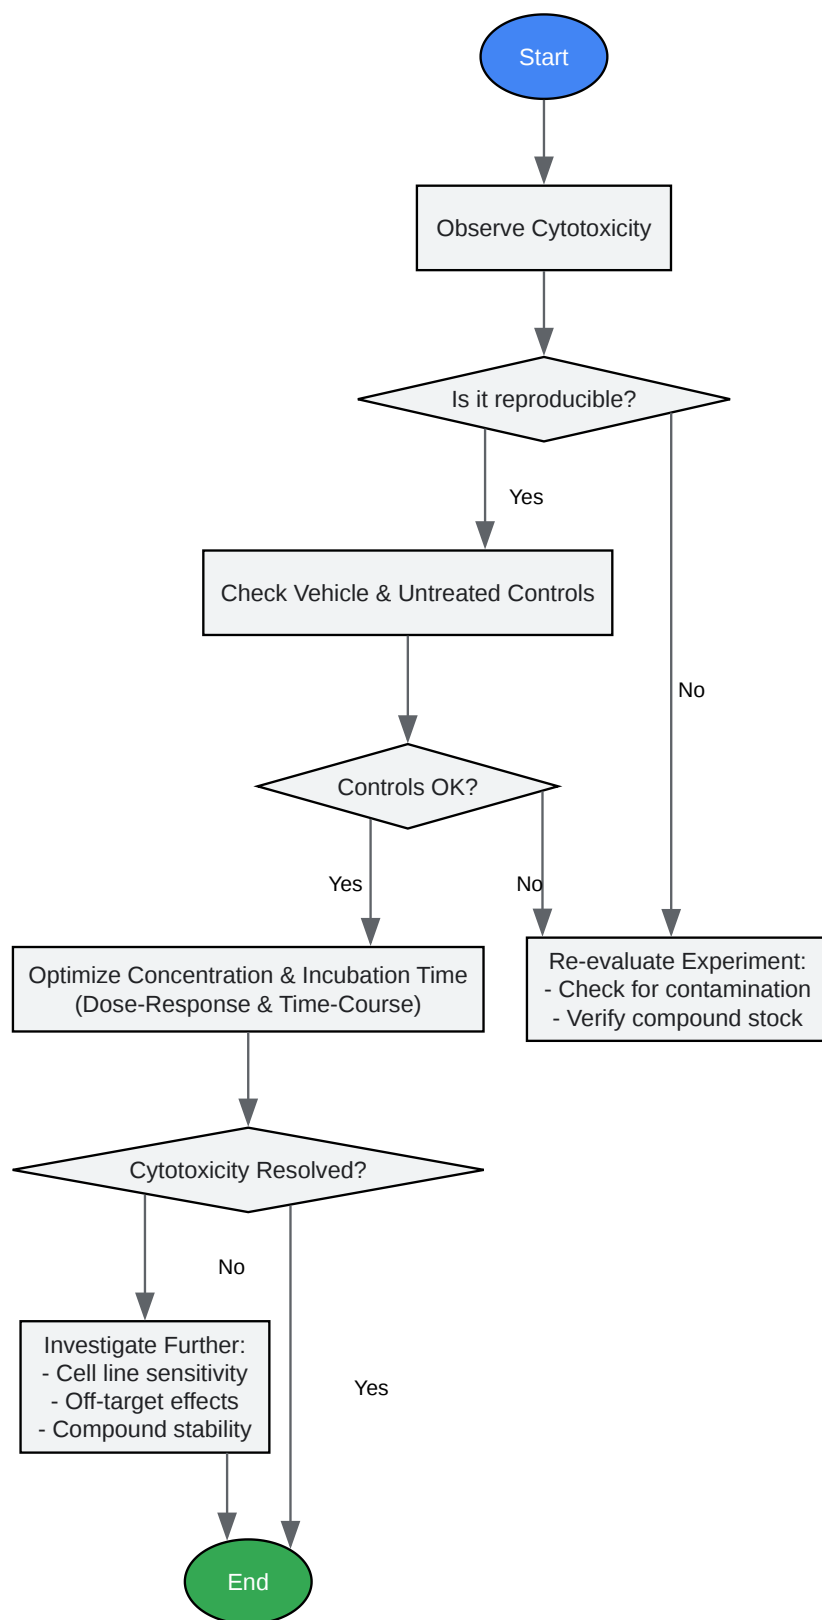 Start
Observe Cytotoxicity
Is it reproducible?
Yes
Check Vehicle & Untreated Controls
No
Controls OK?
Yes
No
Optimize Concentration & Incubation Time
(Dose-Response & Time-Course)
Re-evaluate Experiment:
- Check for contamination
- Verify compound stock
Cytotoxicity Resolved?
No
Investigate Further:
- Cell line sensitivity
- Off-target effects
- Compound stability
Yes
End